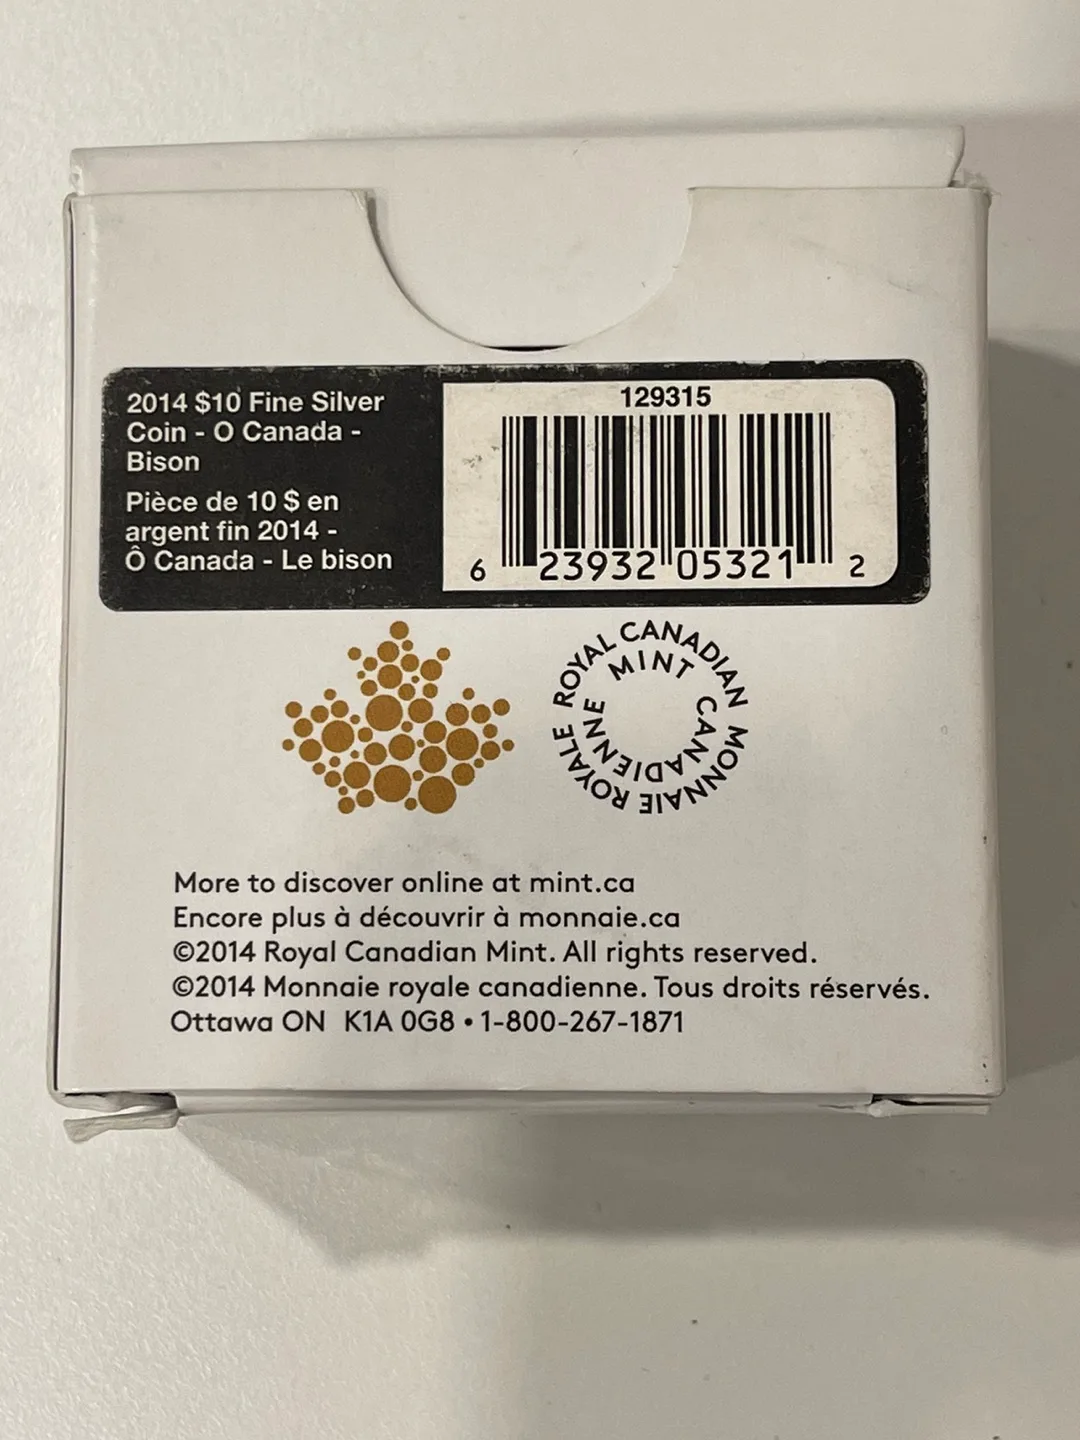 2014 $10 Fine Silver
Coin - O Canada -
Bison
Pièce de 10 $ en
argent fin 2014 -
Ô Canada - Le bison
129315
6 23932 05321 2
ROYAL CANADIAN MINT
MONNAIE ROYALE CANADIENNE
More to discover online at mint.ca
Encore plus à découvrir à monnaie.ca
©2014 Royal Canadian Mint. All rights reserved.
©2014 Monnaie royale canadienne. Tous droits réservés.
Ottawa ON K1A 0G8 • 1-800-267-1871